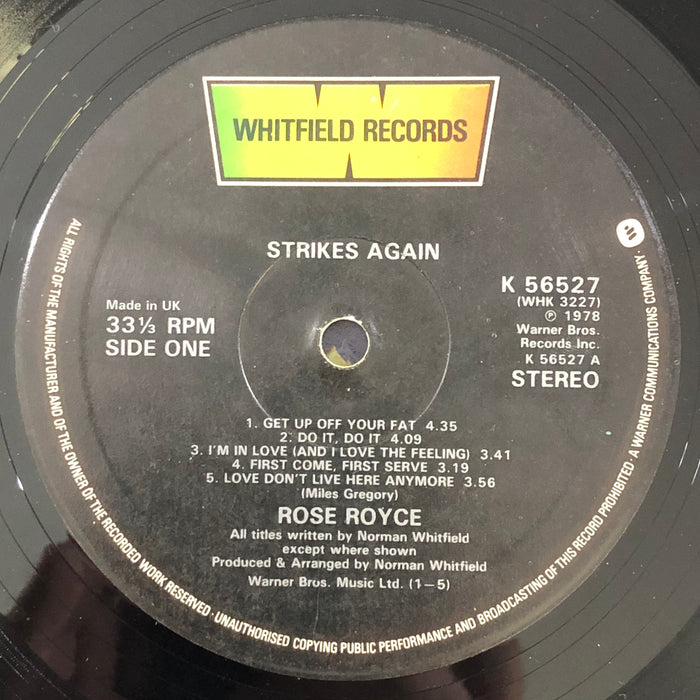 WHITFIELD RECORDS
STRIKES AGAIN
Made in UK
33⅓ RPM
SIDE ONE
K 56527
(WHK 3227)
Ⓟ 1978
Warner Bros.
Records Inc.
K 56527 A
STEREO
1. GET UP OFF YOUR FAT 4.35
2. DO IT, DO IT 4.09
3. I'M IN LOVE (AND I LOVE THE FEELING) 3.41
4. FIRST COME, FIRST SERVE 3.19
5. LOVE DON'T LIVE HERE ANYMORE 3.56
(Miles Gregory)
ROSE ROYCE
All titles written by Norman Whitfield
except where shown
Produced & Arranged by Norman Whitfield
Warner Bros. Music Ltd. (1–5)
ALL RIGHTS OF THE MANUFACTURER AND OF THE OWNER OF THE RECORDED WORK RESERVED · UNAUTHORISED COPYING PUBLIC PERFORMANCE AND BROADCASTING OF THIS RECORD PROHIBITED · A WARNER COMMUNICATIONS COMPANY ·